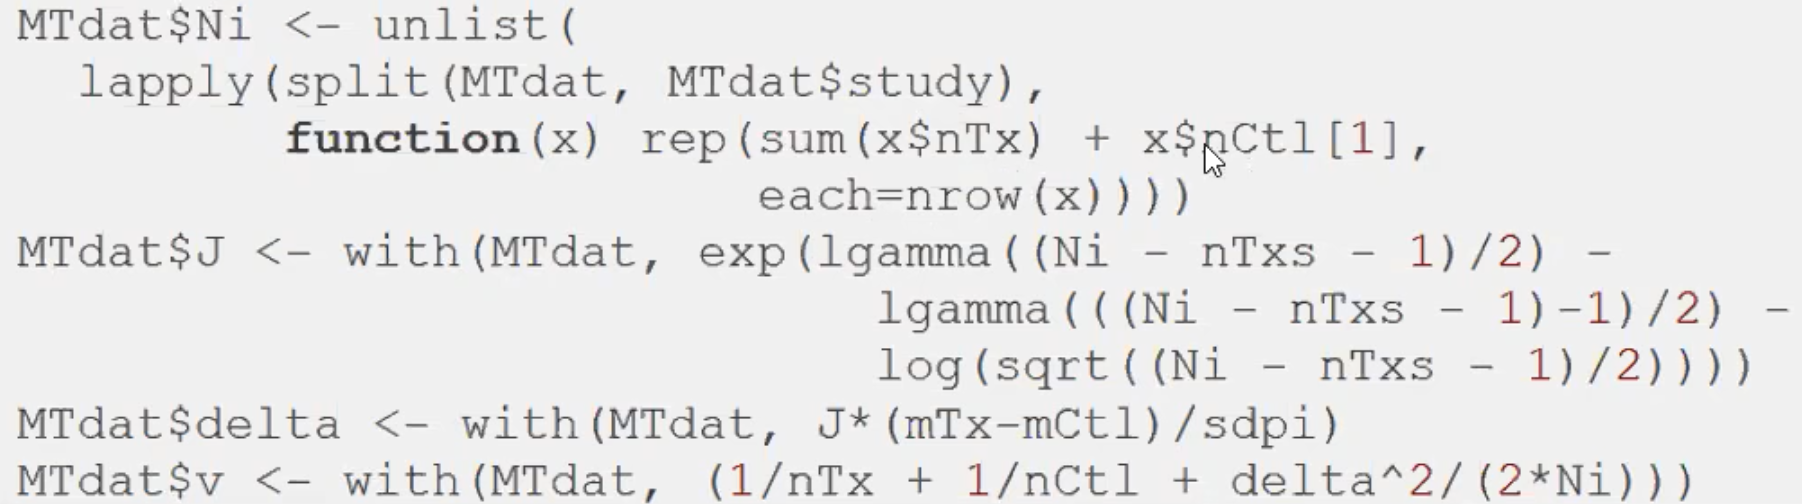 MTdat$Ni <- unlist(
lapply(split(MTdat, MTdat$study),
function(x) rep(sum(x$nTx) + x$nCtl[1],
each=nrow(x))))
MTdat$J <- with(MTdat, exp(lgamma((Ni - nTxs - 1)/2) -
lgamma(((Ni - nTxs - 1)-1)/2) -
log(sqrt((Ni - nTxs - 1)/2))))
MTdat$delta <- with(MTdat, J*(mTx-mCtl)/sdpi)
MTdat$v <- with(MTdat, (1/nTx + 1/nCtl + delta^2/(2*Ni)))